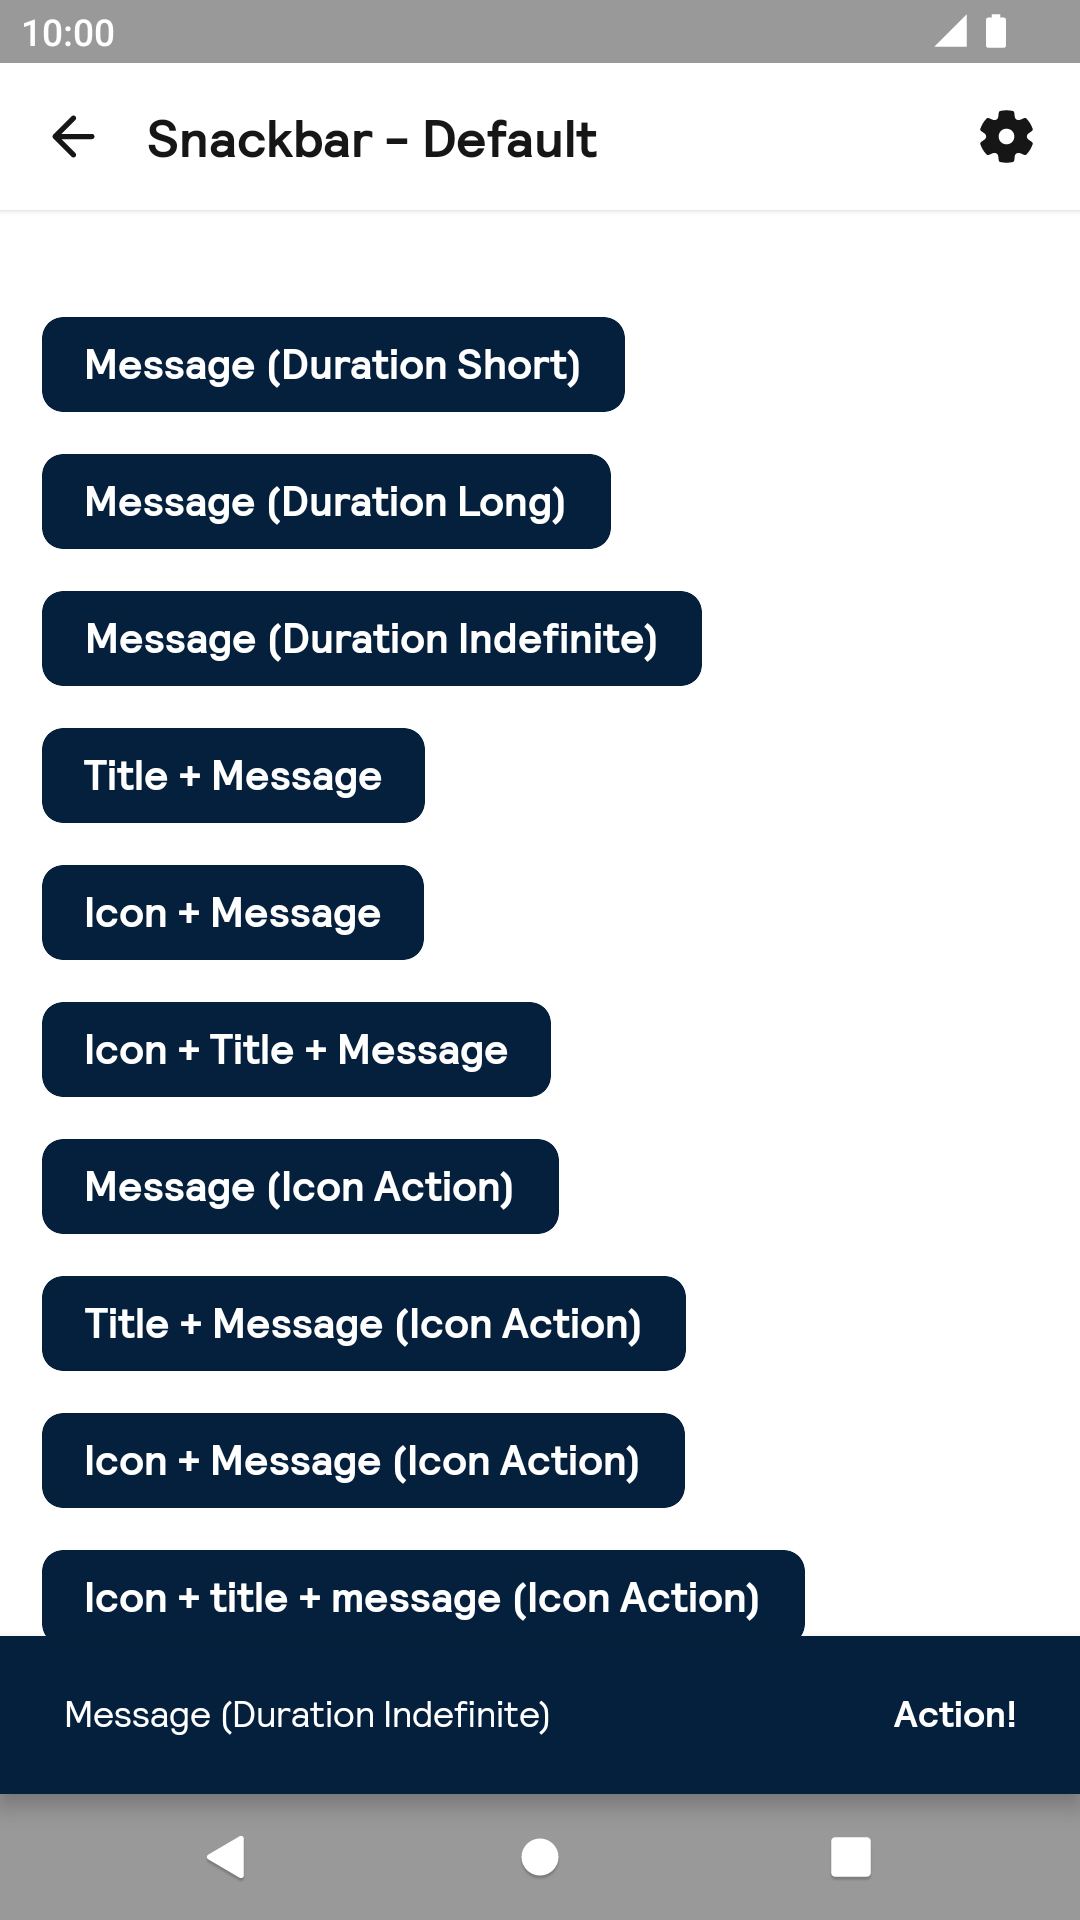 10:00
Snackbar - Default
Message (Duration Short)
Message (Duration Long)
Message (Duration Indefinite)
Title + Message
Icon + Message
Icon + Title + Message
Message (Icon Action)
Title + Message (Icon Action)
Icon + Message (Icon Action)
Icon + title + message (Icon Action)
Message (Duration Indefinite) Action!